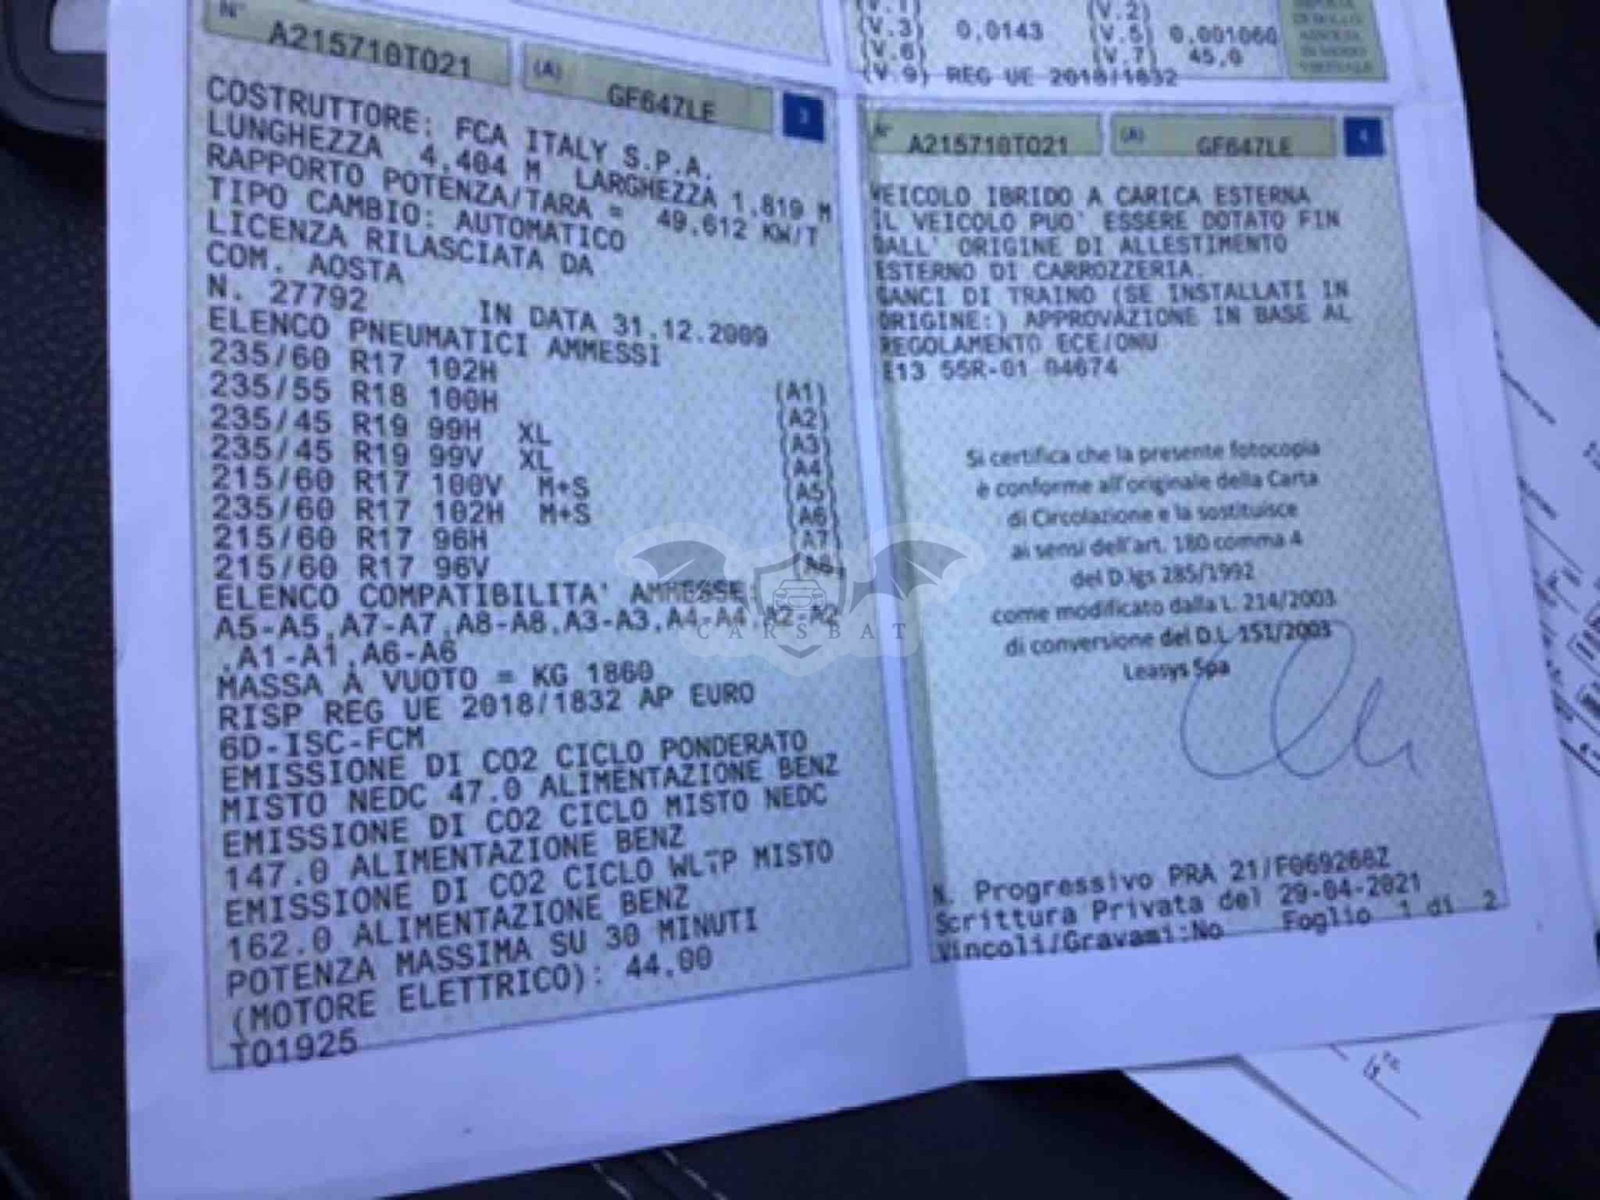 N° A215710TO21 (A) GF647LE 3
COSTRUTTORE: FCA ITALY S.P.A.
LUNGHEZZA 4.404 M LARGHEZZA 1.819 M
RAPPORTO POTENZA/TARA = 49.612 KW/T
TIPO CAMBIO: AUTOMATICO
LICENZA RILASCIATA DA
COM. AOSTA
N. 27792 IN DATA 31.12.2009
ELENCO PNEUMATICI AMMESSI
235/60 R17 102H (A1)
235/55 R18 100H (A2)
235/45 R19 99H XL (A3)
235/45 R19 99V XL (A4)
215/60 R17 100V M+S (A5)
235/60 R17 102H M+S (A6)
215/60 R17 96H (A7)
215/60 R17 96V (A8)
ELENCO COMPATIBILITA' AMMESSE:
A5-A5,A7-A7,A8-A8,A3-A3,A4-A4,A2-A2
,A1-A1,A6-A6
MASSA A VUOTO = KG 1860
RISP REG UE 2018/1832 AP EURO
6D-ISC-FCM
EMISSIONE DI CO2 CICLO PONDERATO
MISTO NEDC 47.0 ALIMENTAZIONE BENZ
EMISSIONE DI CO2 CICLO MISTO NEDC
147.0 ALIMENTAZIONE BENZ
EMISSIONE DI CO2 CICLO WLTP MISTO
162.0 ALIMENTAZIONE BENZ
POTENZA MASSIMA SU 30 MINUTI
(MOTORE ELETTRICO): 44.00
TO1925
(V.1) (V.2)
(V.3) 0,0143 (V.5) 0,001060
(V.6) (V.7) 45,0
(V.9) REG UE 2018/1832
N° A215710TO21 (A) GF647LE 4
VEICOLO IBRIDO A CARICA ESTERNA
IL VEICOLO PUO' ESSERE DOTATO FIN
DALL' ORIGINE DI ALLESTIMENTO
ESTERNO DI CARROZZERIA.
GANCI DI TRAINO (SE INSTALLATI IN
ORIGINE:) APPROVAZIONE IN BASE AL
REGOLAMENTO ECE/ONU
E13 55R-01 04674
Si certifica che la presente fotocopia
è conforme all'originale della Carta
di Circolazione e la sostituisce
ai sensi dell'art. 180 comma 4
del D.lgs 285/1992
come modificato dalla L. 214/2003
di conversione del D.L. 151/2003
Leasys Spa
N. Progressivo PRA 21/F069268Z
Scrittura Privata del 29-04-2021
Vincoli/Gravami:No Foglio 1 di 2
CARSBAT